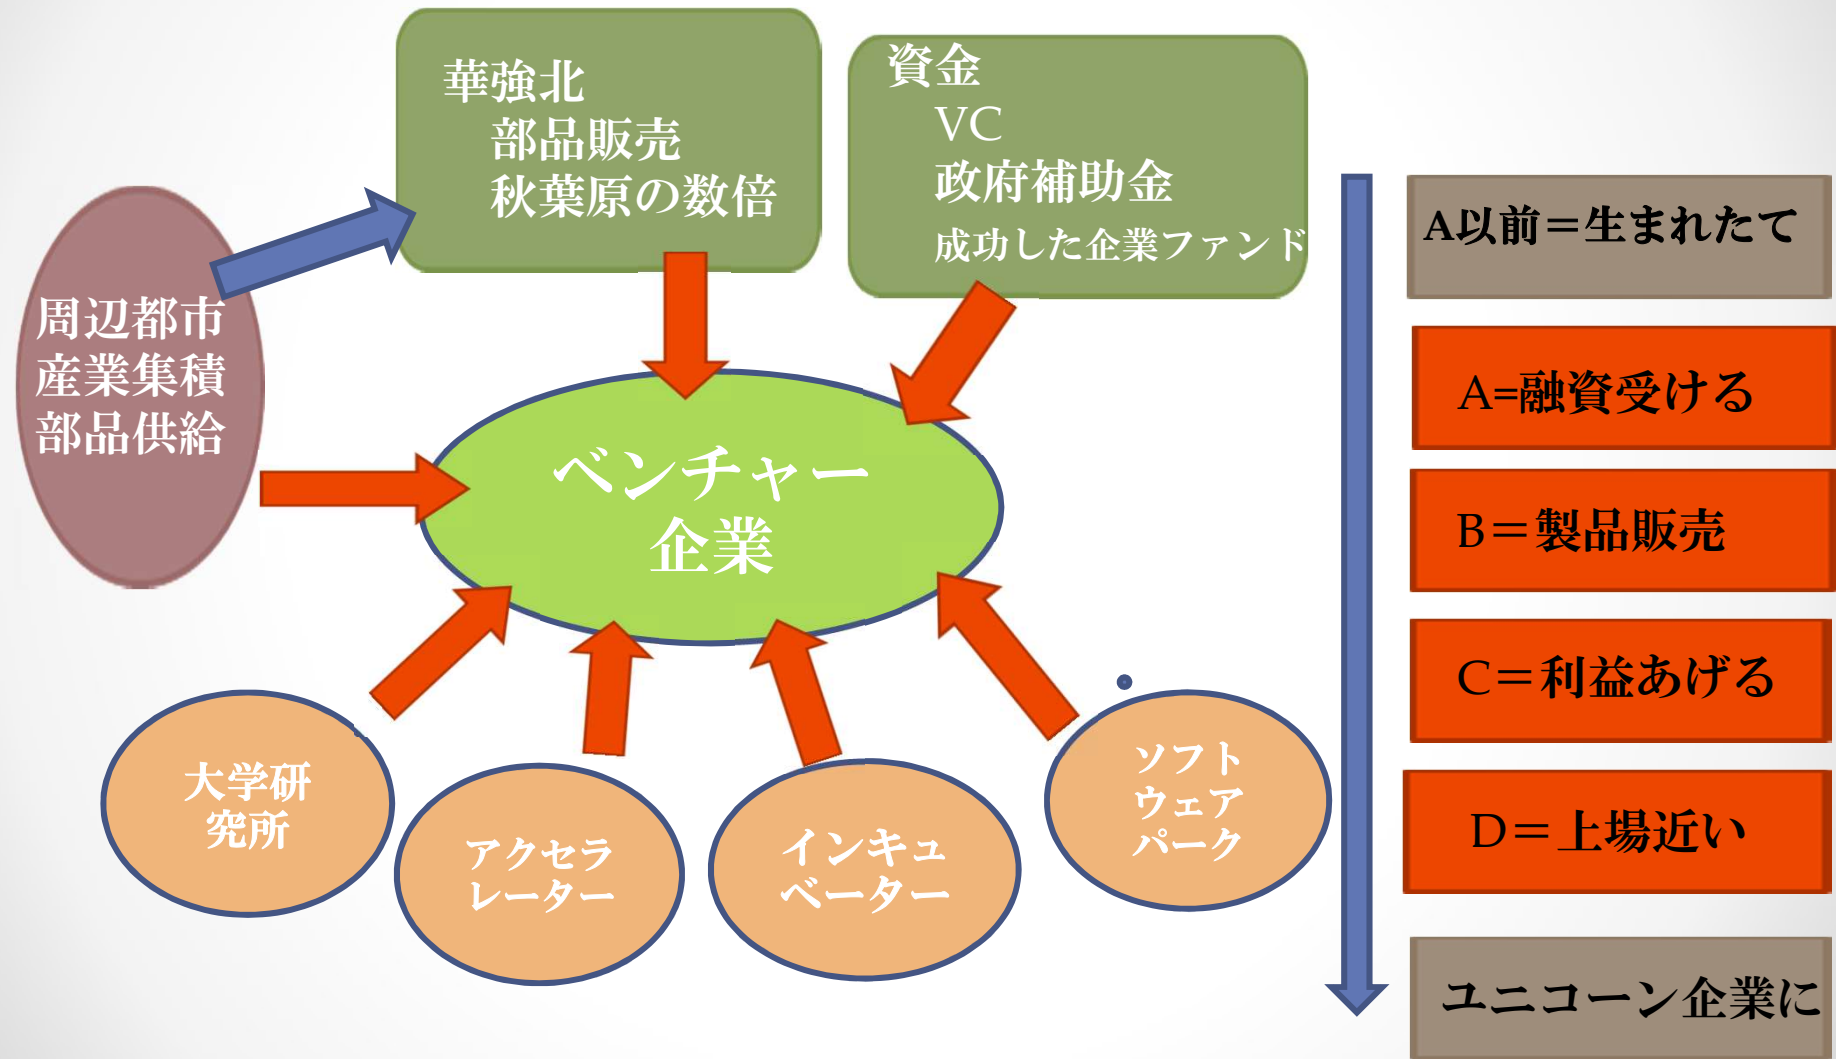 華強北
部品販売
秋葉原の数倍
資金
VC
政府補助金
成功した企業ファンド
周辺都市
産業集積
部品供給
ベンチャー
企業
大学研
究所
アクセラ
レーター
インキュ
ベーター
ソフト
ウェア
パーク
A以前＝生まれたて
A=融資受ける
B＝製品販売
C＝利益あげる
D＝上場近い
ユニコーン企業に